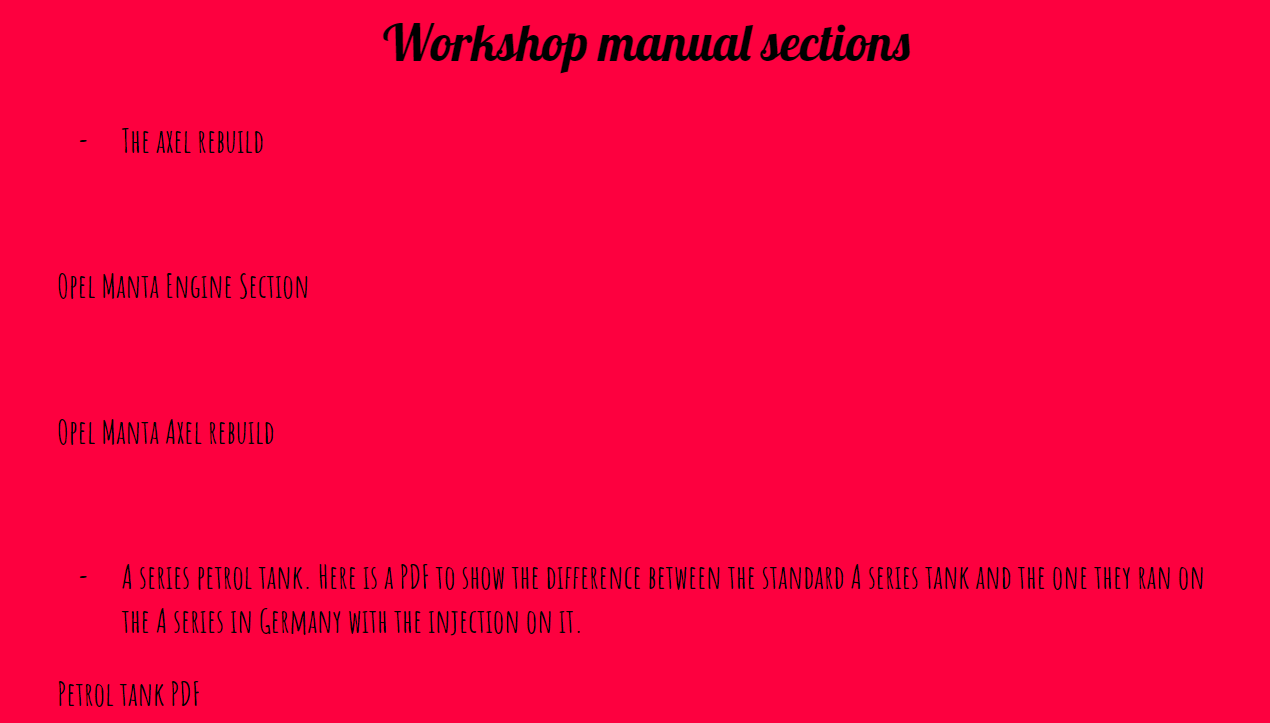 Workshop manual sections
- The axel rebuild
Opel Manta Engine Section
Opel Manta Axel rebuild
- A series petrol tank. Here is a PDF to show the difference between the standard A series tank and the one they ran on
the A series in Germany with the injection on it.
Petrol tank PDF